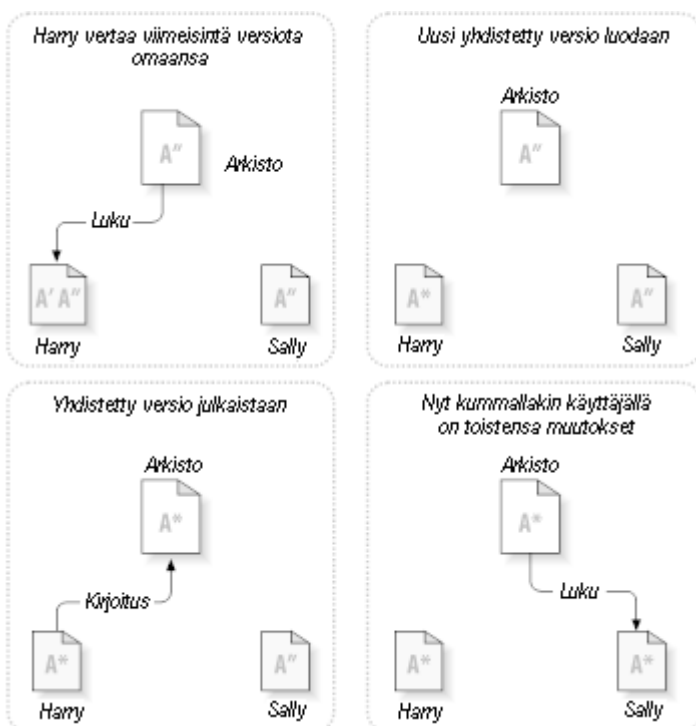 Harry vertaa viimeisintä versiota
omaansa
A"
Arkisto
Luku
A' A"
Harry
A"
Sally
Uusi yhdistetty versio luodaan
Arkisto
A"
A*
Harry
A"
Sally
Yhdistetty versio julkaistaan
Arkisto
A*
Kirjoitus
A*
Harry
A"
Sally
Nyt kummallakin käyttäjällä
on toistensa muutokset
Arkisto
A*
Luku
A*
Harry
A*
Sally